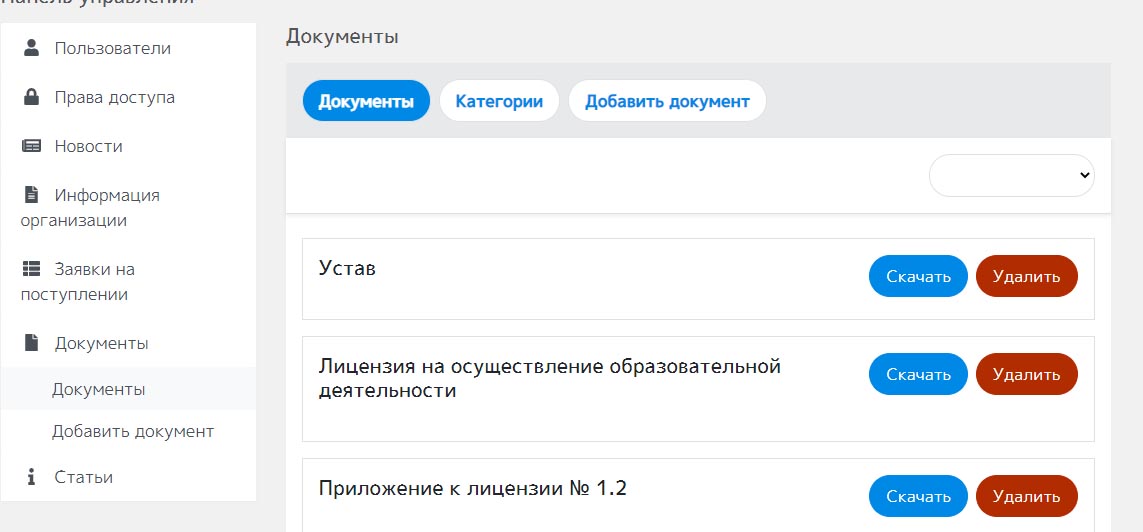 Панель управления
Пользователи
Права доступа
Новости
Информация
организации
Заявки на
поступлении
Документы
Документы
Добавить документ
Статьи
Документы
Документы
Категории
Добавить документ
Устав
Скачать
Удалить
Лицензия на осуществление образовательной
деятельности
Скачать
Удалить
Приложение к лицензии № 1.2
Скачать
Удалить